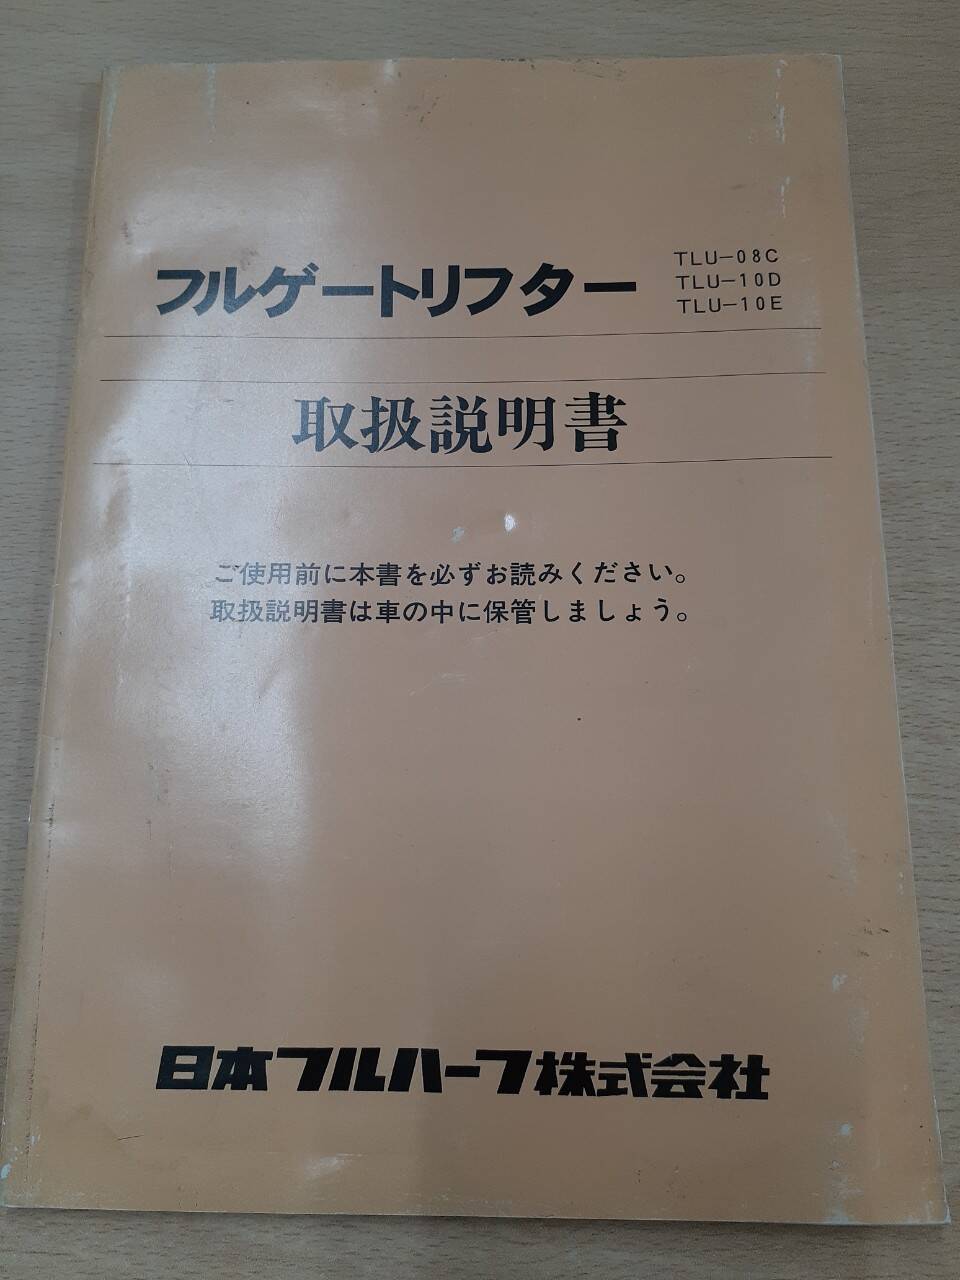 フルゲートリフター
TLU-08C
TLU-10D
TLU-10E
取扱説明書
ご使用前に本書を必ずお読みください。
取扱説明書は車の中に保管しましょう。
日本フルハーフ株式会社